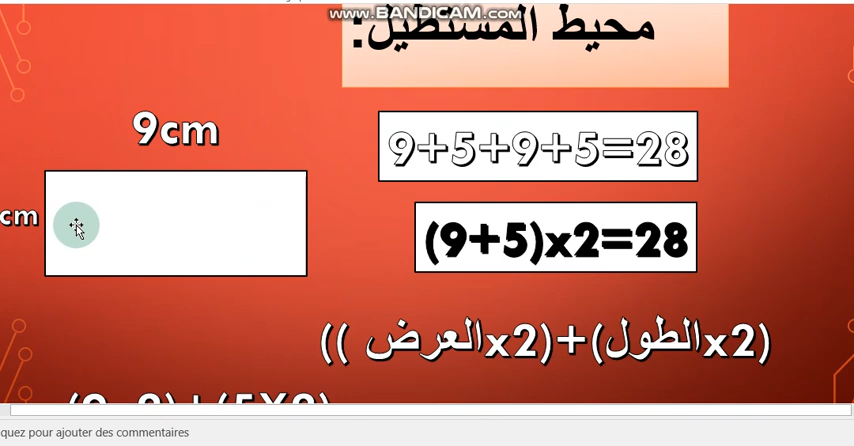 www.BANDICAM.com
محيط المستطيل:
9cm
9+5+9+5=28
cm
(9+5)x2=28
(( العرضx2)+(الطولx2)
quez pour ajouter des commentaires